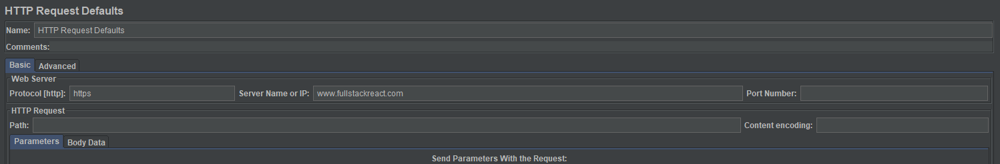 HTTP Request Defaults
Name: HTTP Request Defaults
Comments:
Basic Advanced
Web Server
Protocol [http]: https Server Name or IP: www.fullstackreact.com Port Number:
HTTP Request
Path: Content encoding:
Parameters Body Data
Send Parameters With the Request: